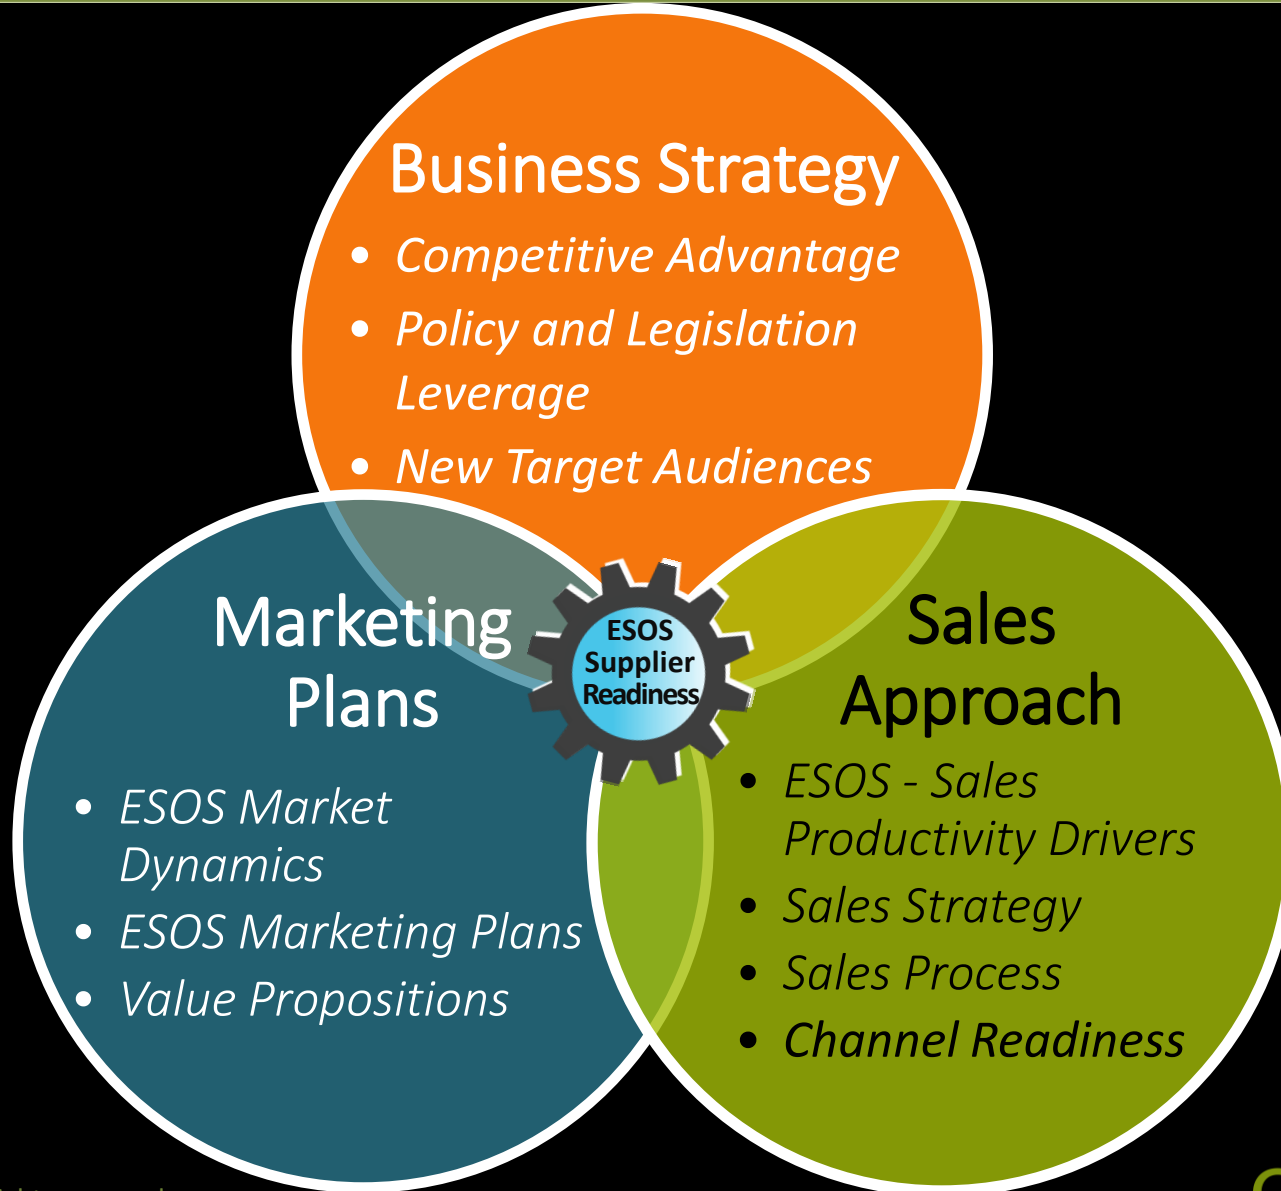 Business Strategy
• Competitive Advantage
• Policy and Legislation
Leverage
• New Target Audiences
ESOS
Supplier
Readiness
Marketing
Plans
• ESOS Market
Dynamics
• ESOS Marketing Plans
• Value Propositions
Sales
Approach
• ESOS - Sales
Productivity Drivers
• Sales Strategy
• Sales Process
• Channel Readiness